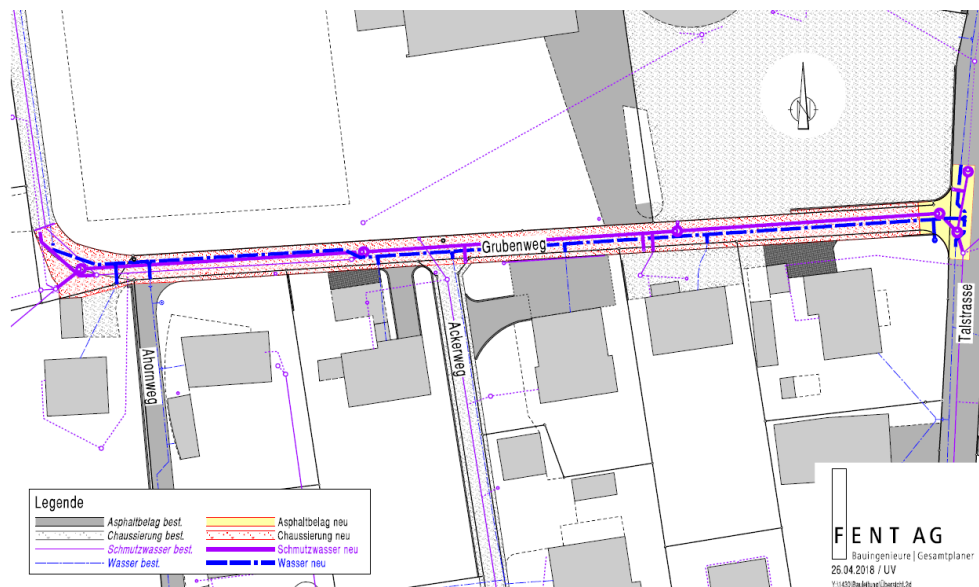 Grubenweg
Ahornweg
Ackerweg
Talstrasse
Legende
Asphaltbelag best.
Asphaltbelag neu
Chaussierung best.
Chaussierung neu
Schmutzwasser best.
Schmutzwasser neu
Wasser best.
Wasser neu
FENT AG
Bauingenieure | Gesamtplaner
26.04.2018 / UV